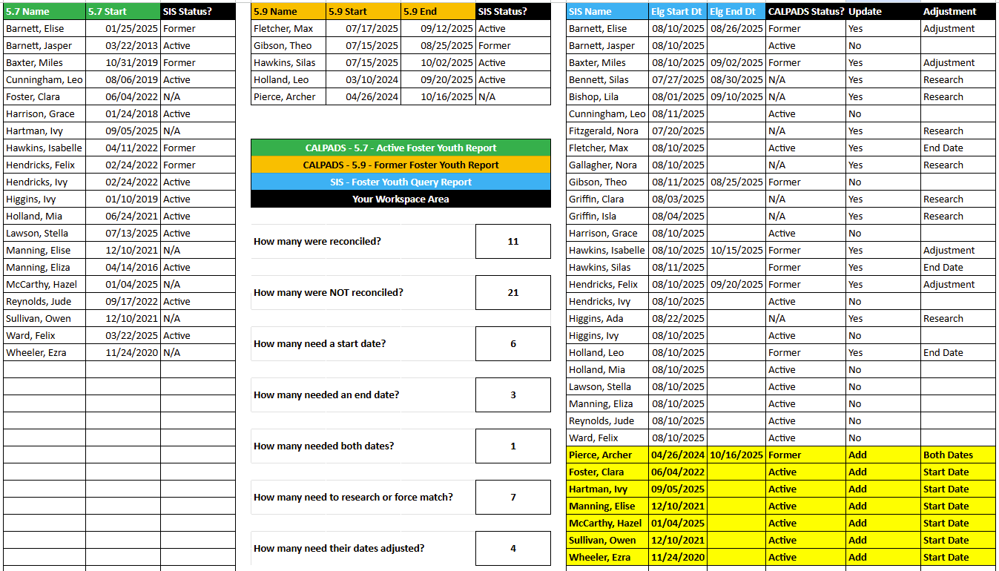 5.7 Name 5.7 Start SIS Status?
Barnett, Elise 01/25/2025 Former
Barnett, Jasper 03/22/2013 Active
Baxter, Miles 10/31/2019 Former
Cunningham, Leo 08/06/2019 Active
Foster, Clara 06/04/2022 N/A
Harrison, Grace 01/24/2018 Active
Hartman, Ivy 09/05/2025 N/A
Hawkins, Isabelle 04/11/2022 Former
Hendricks, Felix 02/24/2022 Former
Hendricks, Ivy 02/24/2022 Active
Higgins, Ivy 01/10/2019 Active
Holland, Mia 06/24/2021 Active
Lawson, Stella 07/13/2025 Active
Manning, Elise 12/10/2021 N/A
Manning, Eliza 04/14/2016 Active
McCarthy, Hazel 01/04/2025 N/A
Reynolds, Jude 09/17/2022 Active
Sullivan, Owen 12/10/2021 N/A
Ward, Felix 03/22/2025 Active
Wheeler, Ezra 11/24/2020 N/A
5.9 Name 5.9 Start 5.9 End SIS Status?
Fletcher, Max 07/17/2025 09/12/2025 Active
Gibson, Theo 07/15/2025 08/25/2025 Former
Hawkins, Silas 07/15/2025 10/02/2025 Active
Holland, Leo 03/10/2024 09/20/2025 Active
Pierce, Archer 04/26/2024 10/16/2025 N/A
CALPADS - 5.7 - Active Foster Youth Report
CALPADS - 5.9 - Former Foster Youth Report
SIS - Foster Youth Query Report
Your Workspace Area
How many were reconciled? 11
How many were NOT reconciled? 21
How many need a start date? 6
How many needed an end date? 3
How many needed both dates? 1
How many need to research or force match? 7
How many need their dates adjusted? 4
SIS Name Elg Start Dt Elg End Dt CALPADS Status? Update Adjustment
Barnett, Elise 08/10/2025 08/26/2025 Former Yes Adjustment
Barnett, Jasper 08/10/2025 Active No
Baxter, Miles 08/10/2025 09/02/2025 Former Yes Adjustment
Bennett, Silas 07/27/2025 08/30/2025 N/A Yes Research
Bishop, Lila 08/01/2025 09/10/2025 N/A Yes Research
Cunningham, Leo 08/11/2025 Active No
Fitzgerald, Nora 07/20/2025 N/A Yes Research
Fletcher, Max 08/10/2025 Active Yes End Date
Gallagher, Nora 08/10/2025 N/A Yes Research
Gibson, Theo 08/11/2025 08/25/2025 Former No
Griffin, Clara 08/03/2025 N/A Yes Research
Griffin, Isla 08/04/2025 N/A Yes Research
Harrison, Grace 08/10/2025 Active No
Hawkins, Isabelle 08/10/2025 10/15/2025 Former Yes Adjustment
Hawkins, Silas 08/11/2025 Former Yes End Date
Hendricks, Felix 08/10/2025 09/20/2025 Former Yes Adjustment
Hendricks, Ivy 08/10/2025 Active No
Higgins, Ada 08/22/2025 N/A Yes Research
Higgins, Ivy 08/10/2025 Active No
Holland, Leo 08/10/2025 Former Yes End Date
Holland, Mia 08/10/2025 Active No
Lawson, Stella 08/10/2025 Active No
Manning, Eliza 08/10/2025 Active No
Reynolds, Jude 08/10/2025 Active No
Ward, Felix 08/10/2025 Active No
Pierce, Archer 04/26/2024 10/16/2025 Former Add Both Dates
Foster, Clara 06/04/2022 Active Add Start Date
Hartman, Ivy 09/05/2025 Active Add Start Date
Manning, Elise 12/10/2021 Active Add Start Date
McCarthy, Hazel 01/04/2025 Active Add Start Date
Sullivan, Owen 12/10/2021 Active Add Start Date
Wheeler, Ezra 11/24/2020 Active Add Start Date